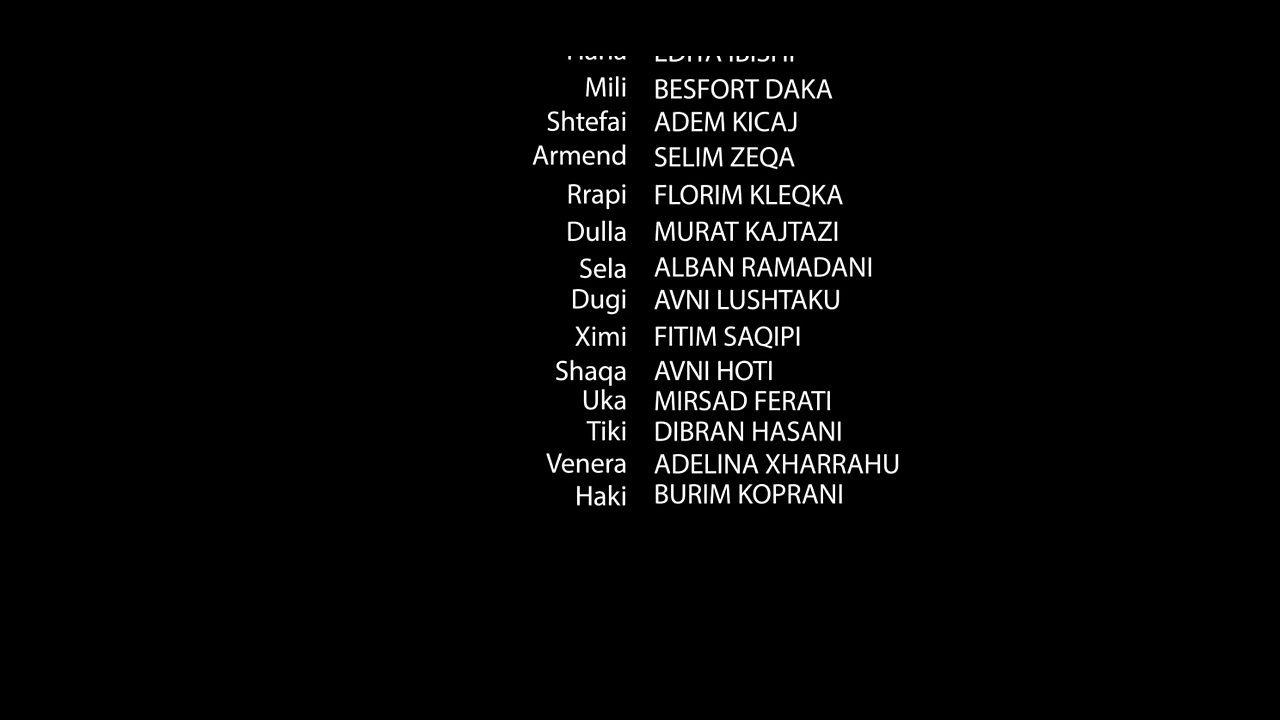 Mili BESFORT DAKA
Shtefai ADEM KICAJ
Armend SELIM ZEQA
Rrapi FLORIM KLEQKA
Dulla MURAT KAJTAZI
Sela ALBAN RAMADANI
Dugi AVNI LUSHTAKU
Ximi FITIM SAQIPI
Shaqa AVNI HOTI
Uka MIRSAD FERATI
Tiki DIBRAN HASANI
Venera ADELINA XHARRAHU
Haki BURIM KOPRANI